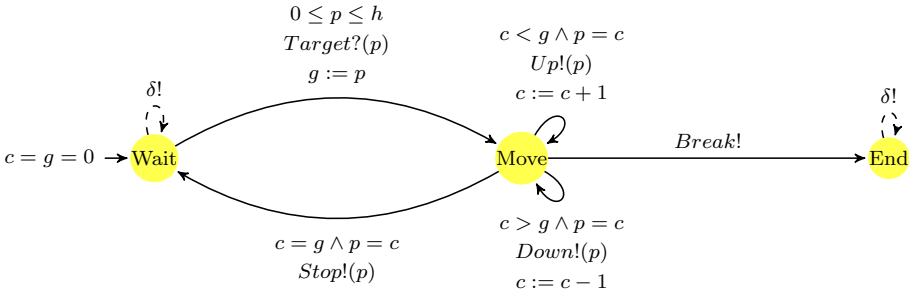 0 ≤ p ≤ h
Target?(p)
g := p
c < g ∧ p = c
Up!(p)
c := c + 1
δ!
δ!
c = g = 0
Wait
Move
Break!
End
c = g ∧ p = c
Stop!(p)
c > g ∧ p = c
Down!(p)
c := c − 1